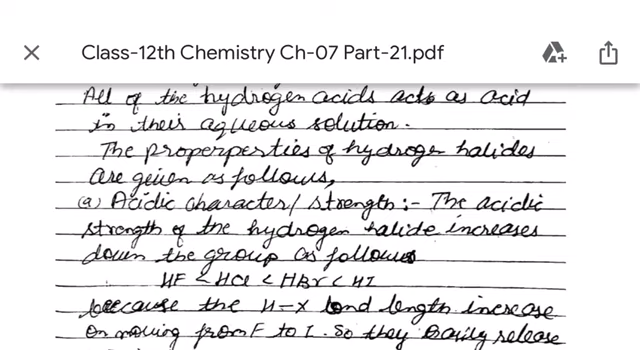 Class-12th Chemistry Ch-07 Part-21.pdf
All of the hydrogen acids acts as acid
in their aqueous solution.
The properperties of hydrogen halides
are geiven as follows,
(a) Acidic character/strength:- The acidic
strength of the hydrogen halide increases
down the group as follows
HF < HCl < HBr < HI
because the H-X bond length increase
on moving from F to I. So they Easily release